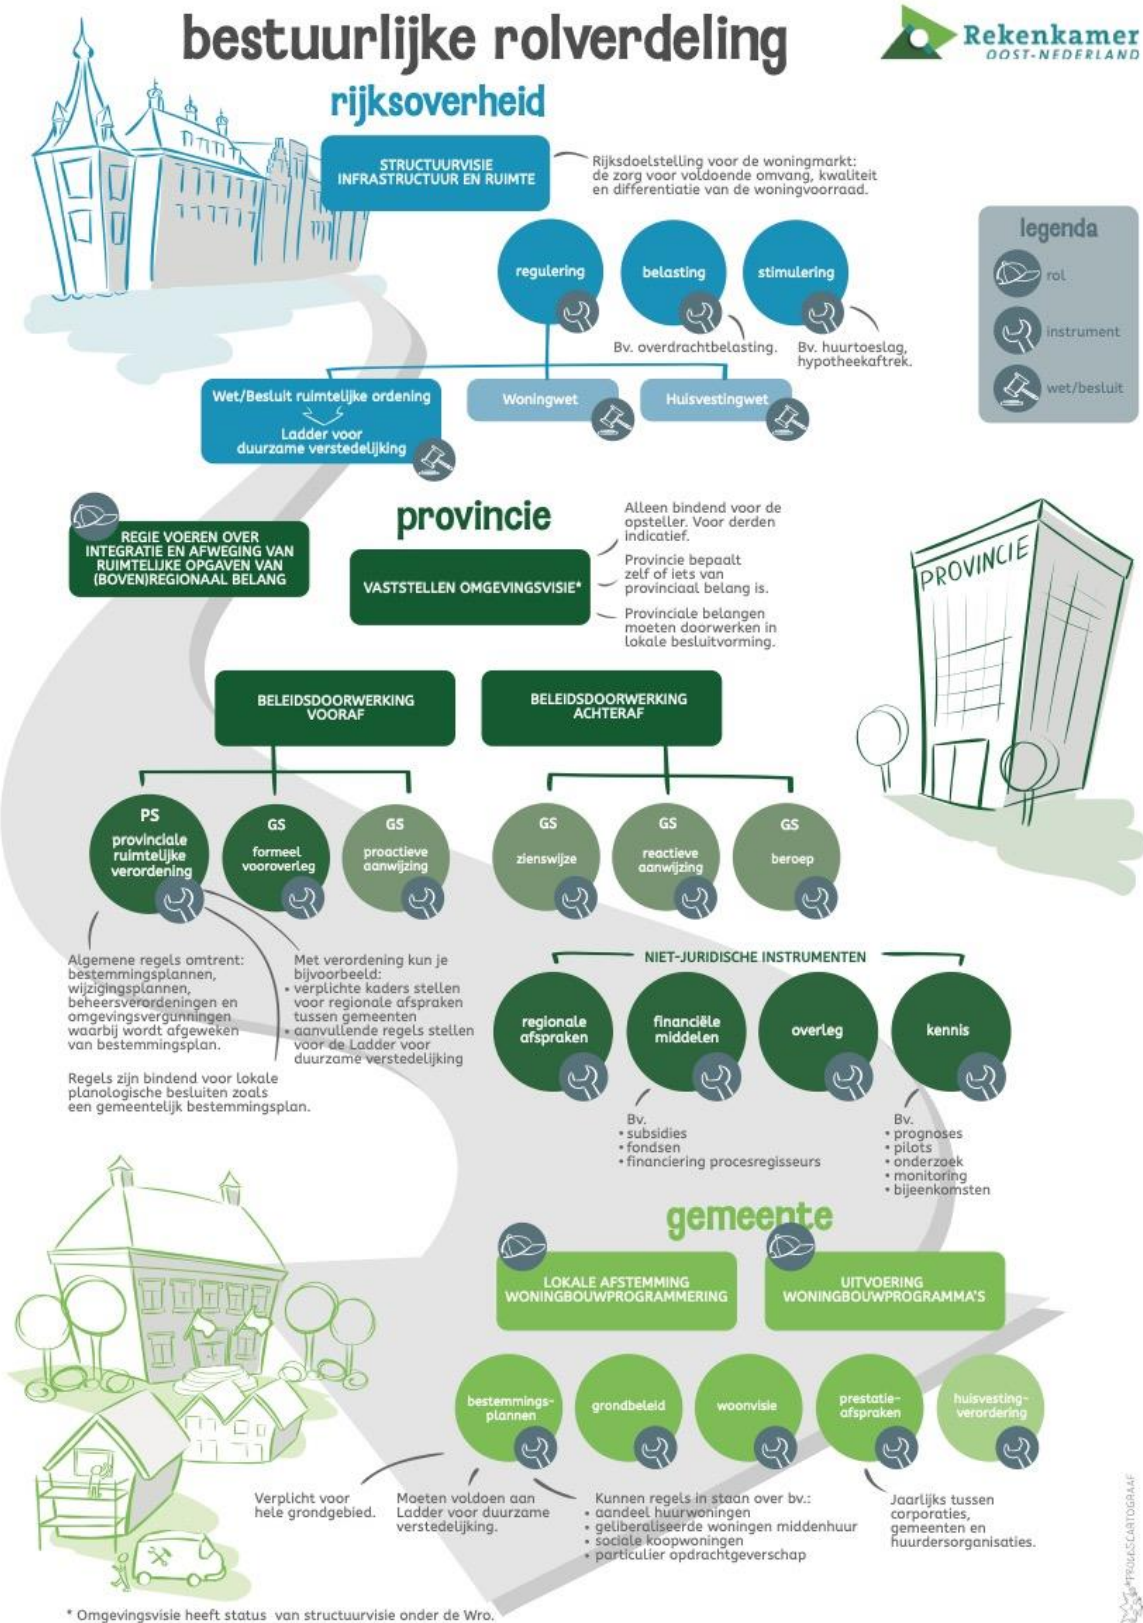 bestuurlijke rolverdeling
Rekenkamer
OOST-NEDERLAND
rijksoverheid
STRUCTUURVISIE
INFRASTRUCTUUR EN RUIMTE
Rijksdoelstelling voor de woningmarkt:
de zorg voor voldoende omvang, kwaliteit
en differentiatie van de woningvoorraad.
legenda
rol
instrument
wet/besluit
regulering
belasting
stimulering
Bv. overdrachtbelasting.
Bv. huurtoeslag,
hypotheekaftrek.
Wet/Besluit ruimtelijke ordening
Ladder voor
duurzame verstedelijking
Woningwet
Huisvestingwet
provincie
REGIE VOEREN OVER
INTEGRATIE EN AFWEGING VAN
RUIMTELIJKE OPGAVEN VAN
(BOVEN)REGIONAAL BELANG
VASTSTELLEN OMGEVINGSVISIE*
Alleen bindend voor de
opsteller. Voor derden
indicatief.
Provincie bepaalt
zelf of iets van
provinciaal belang is.
Provinciale belangen
moeten doorwerken in
lokale besluitvorming.
PROVINCIE
BELEIDSDOORWERKING
VOORAF
BELEIDSDOORWERKING
ACHTERAF
PS
provinciale
ruimtelijke
verordening
GS
formeel
vooroverleg
GS
proactieve
aanwijzing
GS
zienswijze
GS
reactieve
aanwijzing
GS
beroep
Algemene regels omtrent:
bestemmingsplannen,
wijzigingsplannen,
beheersverordeningen en
omgevingsvergunningen
waarbij wordt afgeweken
van bestemmingsplan.
Regels zijn bindend voor lokale
planologische besluiten zoals
een gemeentelijk bestemmingsplan.
Met verordening kun je
bijvoorbeeld:
• verplichte kaders stellen
voor regionale afspraken
tussen gemeenten
• aanvullende regels stellen
voor de Ladder voor
duurzame verstedelijking
NIET-JURIDISCHE INSTRUMENTEN
regionale
afspraken
financiële
middelen
overleg
kennis
Bv.
• subsidies
• fondsen
• financiering procesregisseurs
Bv.
• prognoses
• pilots
• onderzoek
• monitoring
• bijeenkomsten
gemeente
LOKALE AFSTEMMING
WONINGBOUWPROGRAMMERING
UITVOERING
WONINGBOUWPROGRAMMA'S
bestemmings-
plannen
grondbeleid
woonvisie
prestatie-
afspraken
huisvesting-
verordering
Verplicht voor
hele grondgebied.
Moeten voldoen aan
Ladder voor duurzame
verstedelijking.
Kunnen regels in staan over bv.:
• aandeel huurwoningen
• geliberaliseerde woningen middenhuur
• sociale koopwoningen
• particulier opdrachtgeverschap
Jaarlijks tussen
corporaties,
gemeenten en
huurdersorganisaties.
* Omgevingsvisie heeft status van structuurvisie onder de Wro.
*PROCESCARTOGRAAF